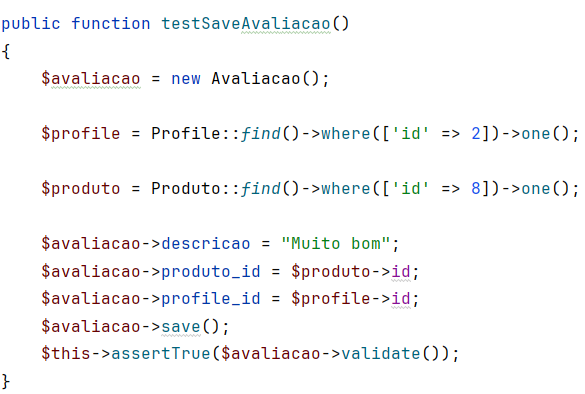 public function testSaveAvaliacao()
{
    $avaliacao = new Avaliacao();
    $profile = Profile::find()->where(['id' => 2])->one();
    $produto = Produto::find()->where(['id' => 8])->one();
    $avaliacao->descricao = "Muito bom";
    $avaliacao->produto_id = $produto->id;
    $avaliacao->profile_id = $profile->id;
    $avaliacao->save();
    $this->assertTrue($avaliacao->validate());
}